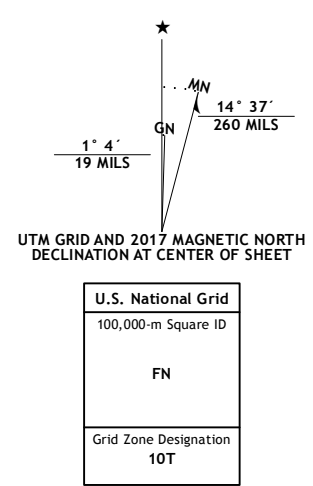 ★
MN
GN
14° 37´
260 MILS
1° 4´
19 MILS
UTM GRID AND 2017 MAGNETIC NORTH
DECLINATION AT CENTER OF SHEET
U.S. National Grid
100,000-m Square ID
FN
Grid Zone Designation
10T